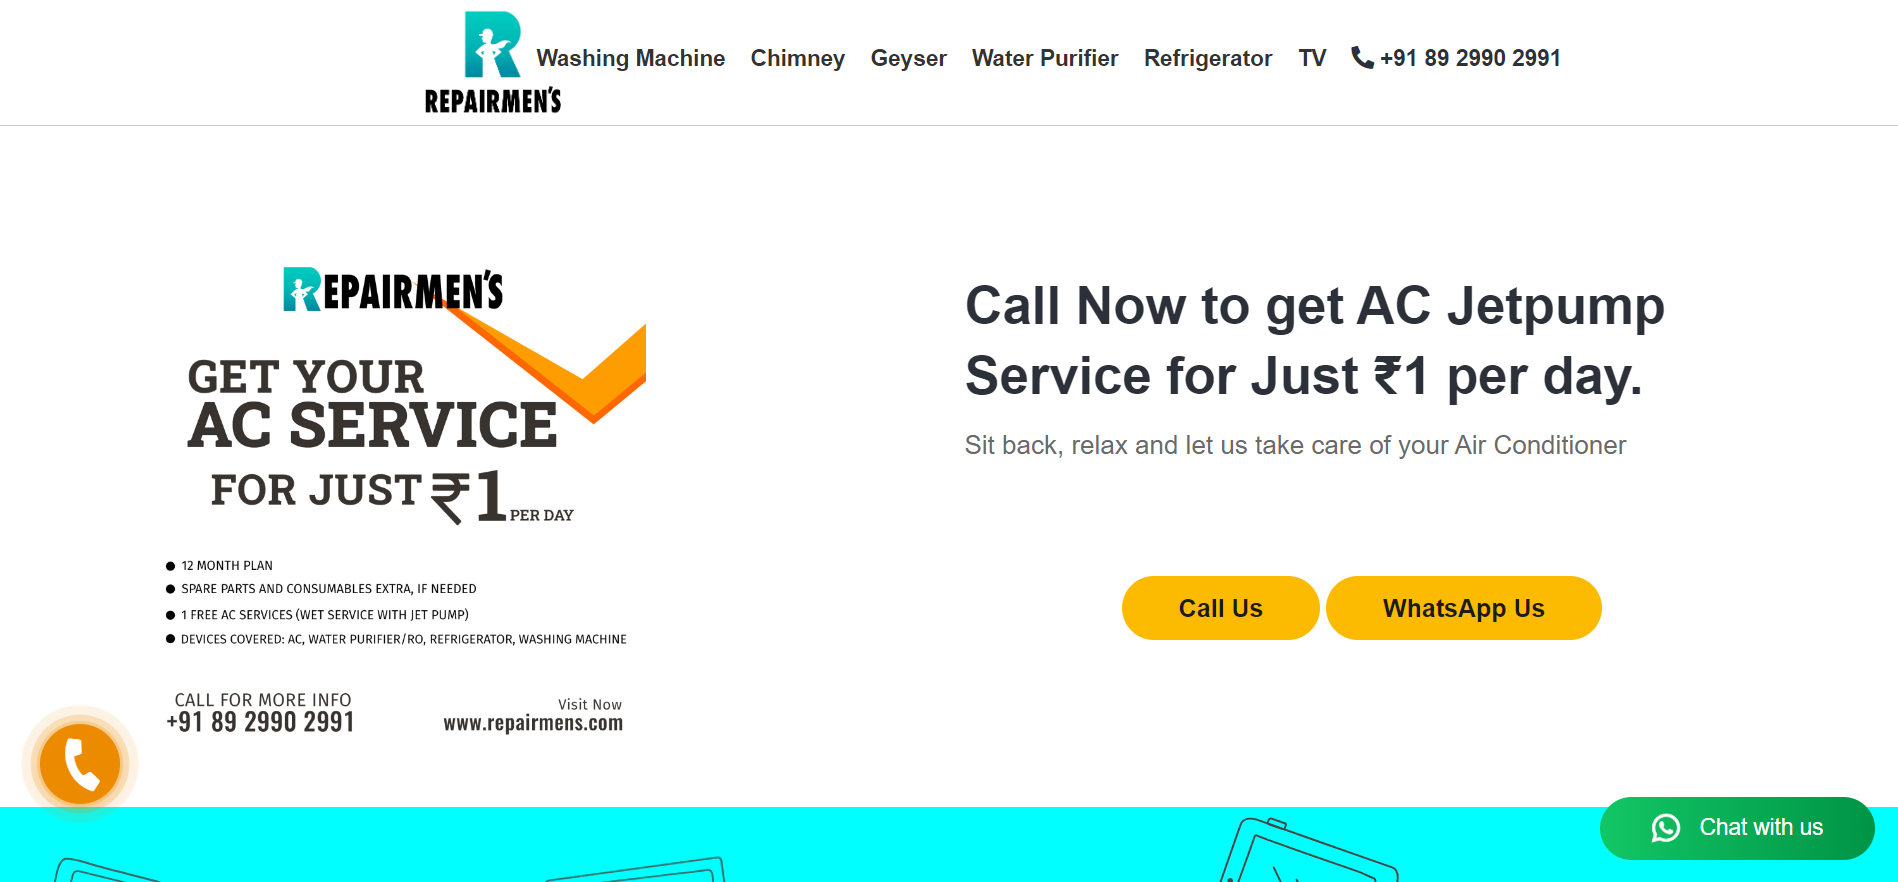 Washing Machine Chimney Geyser Water Purifier Refrigerator TV +91 89 2990 2991
REPAIRMEN'S
REPAIRMEN'S
GET YOUR
AC SERVICE
FOR JUST ₹1 PER DAY
12 MONTH PLAN
SPARE PARTS AND CONSUMABLES EXTRA, IF NEEDED
1 FREE AC SERVICES (WET SERVICE WITH JET PUMP)
DEVICES COVERED: AC, WATER PURIFIER/RO, REFRIGERATOR, WASHING MACHINE
CALL FOR MORE INFO
+91 89 2990 2991
Visit Now
www.repairmens.com
Call Now to get AC Jetpump
Service for Just ₹1 per day.
Sit back, relax and let us take care of your Air Conditioner
Call Us
WhatsApp Us
Chat with us